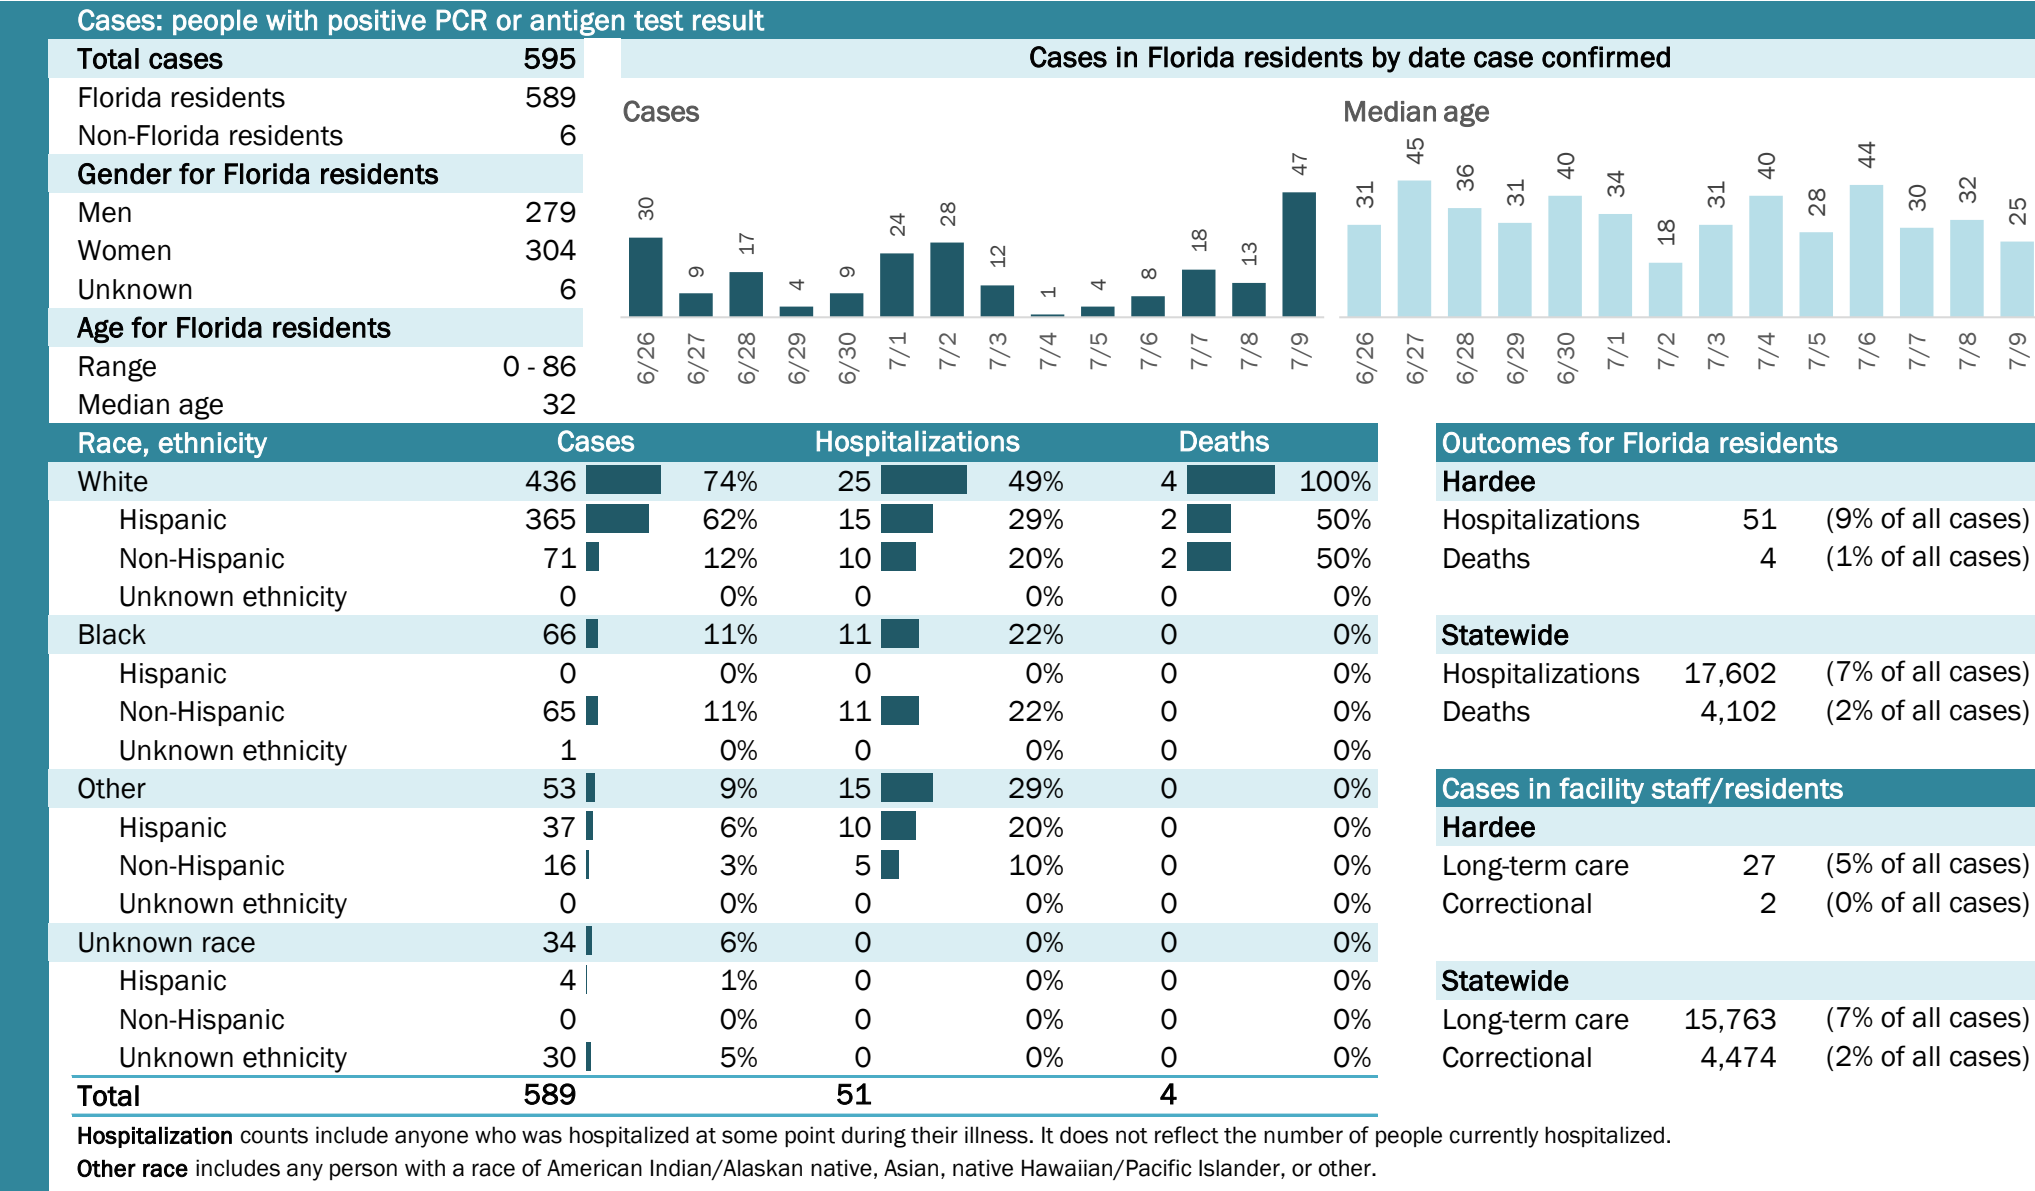 Cases: people with positive PCR or antigen test result
Total cases 595
Florida residents 589
Non-Florida residents 6
Gender for Florida residents
Men 279
Women 304
Unknown 6
Age for Florida residents
Range 0 - 86
Median age 32
Cases in Florida residents by date case confirmed
Cases
30 9 17 4 9 24 28 12 1 4 8 18 13 47
6/26 6/27 6/28 6/29 6/30 7/1 7/2 7/3 7/4 7/5 7/6 7/7 7/8 7/9
Median age
31 45 36 31 40 34 18 31 40 28 44 30 32 25
6/26 6/27 6/28 6/29 6/30 7/1 7/2 7/3 7/4 7/5 7/6 7/7 7/8 7/9
Race, ethnicity Cases Hospitalizations Deaths
White 436 74% 25 49% 4 100%
Hispanic 365 62% 15 29% 2 50%
Non-Hispanic 71 12% 10 20% 2 50%
Unknown ethnicity 0 0% 0 0% 0 0%
Black 66 11% 11 22% 0 0%
Hispanic 0 0% 0 0% 0 0%
Non-Hispanic 65 11% 11 22% 0 0%
Unknown ethnicity 1 0% 0 0% 0 0%
Other 53 9% 15 29% 0 0%
Hispanic 37 6% 10 20% 0 0%
Non-Hispanic 16 3% 5 10% 0 0%
Unknown ethnicity 0 0% 0 0% 0 0%
Unknown race 34 6% 0 0% 0 0%
Hispanic 4 1% 0 0% 0 0%
Non-Hispanic 0 0% 0 0% 0 0%
Unknown ethnicity 30 5% 0 0% 0 0%
Total 589 51 4
Outcomes for Florida residents
Hardee
Hospitalizations 51 (9% of all cases)
Deaths 4 (1% of all cases)
Statewide
Hospitalizations 17,602 (7% of all cases)
Deaths 4,102 (2% of all cases)
Cases in facility staff/residents
Hardee
Long-term care 27 (5% of all cases)
Correctional 2 (0% of all cases)
Statewide
Long-term care 15,763 (7% of all cases)
Correctional 4,474 (2% of all cases)
Hospitalization counts include anyone who was hospitalized at some point during their illness. It does not reflect the number of people currently hospitalized.
Other race includes any person with a race of American Indian/Alaskan native, Asian, native Hawaiian/Pacific Islander, or other.